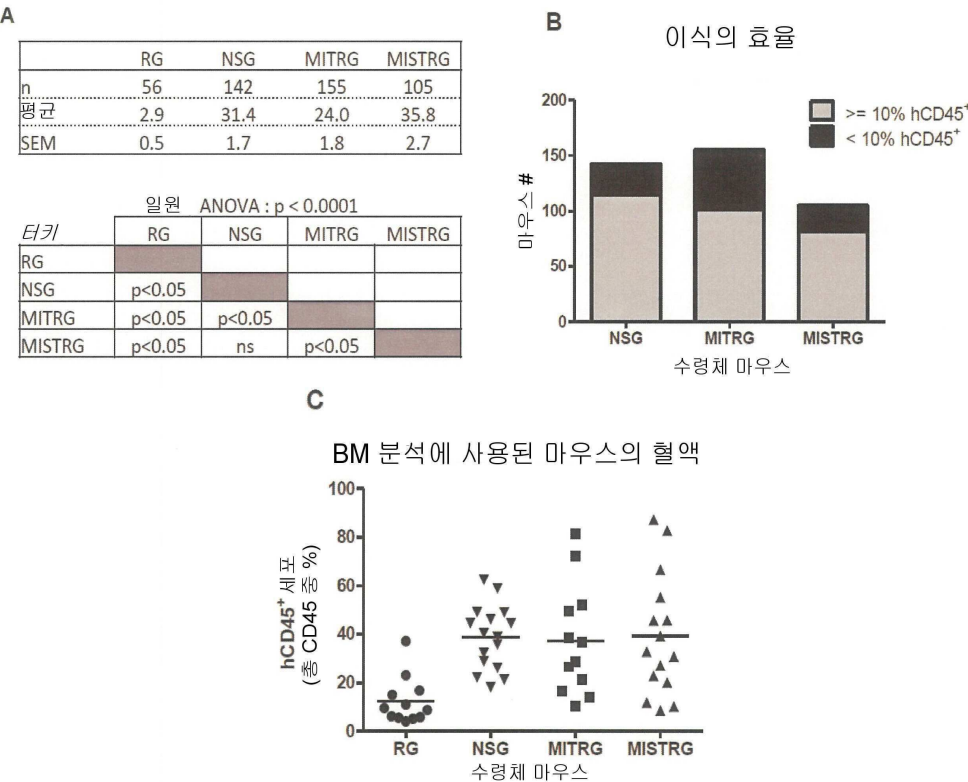 A
RG NSG MITRG MISTRG
n 56 142 155 105
평균 2.9 31.4 24.0 35.8
SEM 0.5 1.7 1.8 2.7
일원 ANOVA : p < 0.0001
터키 RG NSG MITRG MISTRG
RG
NSG p<0.05
MITRG p<0.05 p<0.05
MISTRG p<0.05 ns p<0.05
B
이식의 효율
>= 10% hCD45+
< 10% hCD45+
마우스 #
200
150
100
50
0
NSG MITRG MISTRG
수령체 마우스
C
BM 분석에 사용된 마우스의 혈액
hCD45+ 세포
(총 CD45 중 %)
100
80
60
40
20
0
RG NSG MITRG MISTRG
수령체 마우스